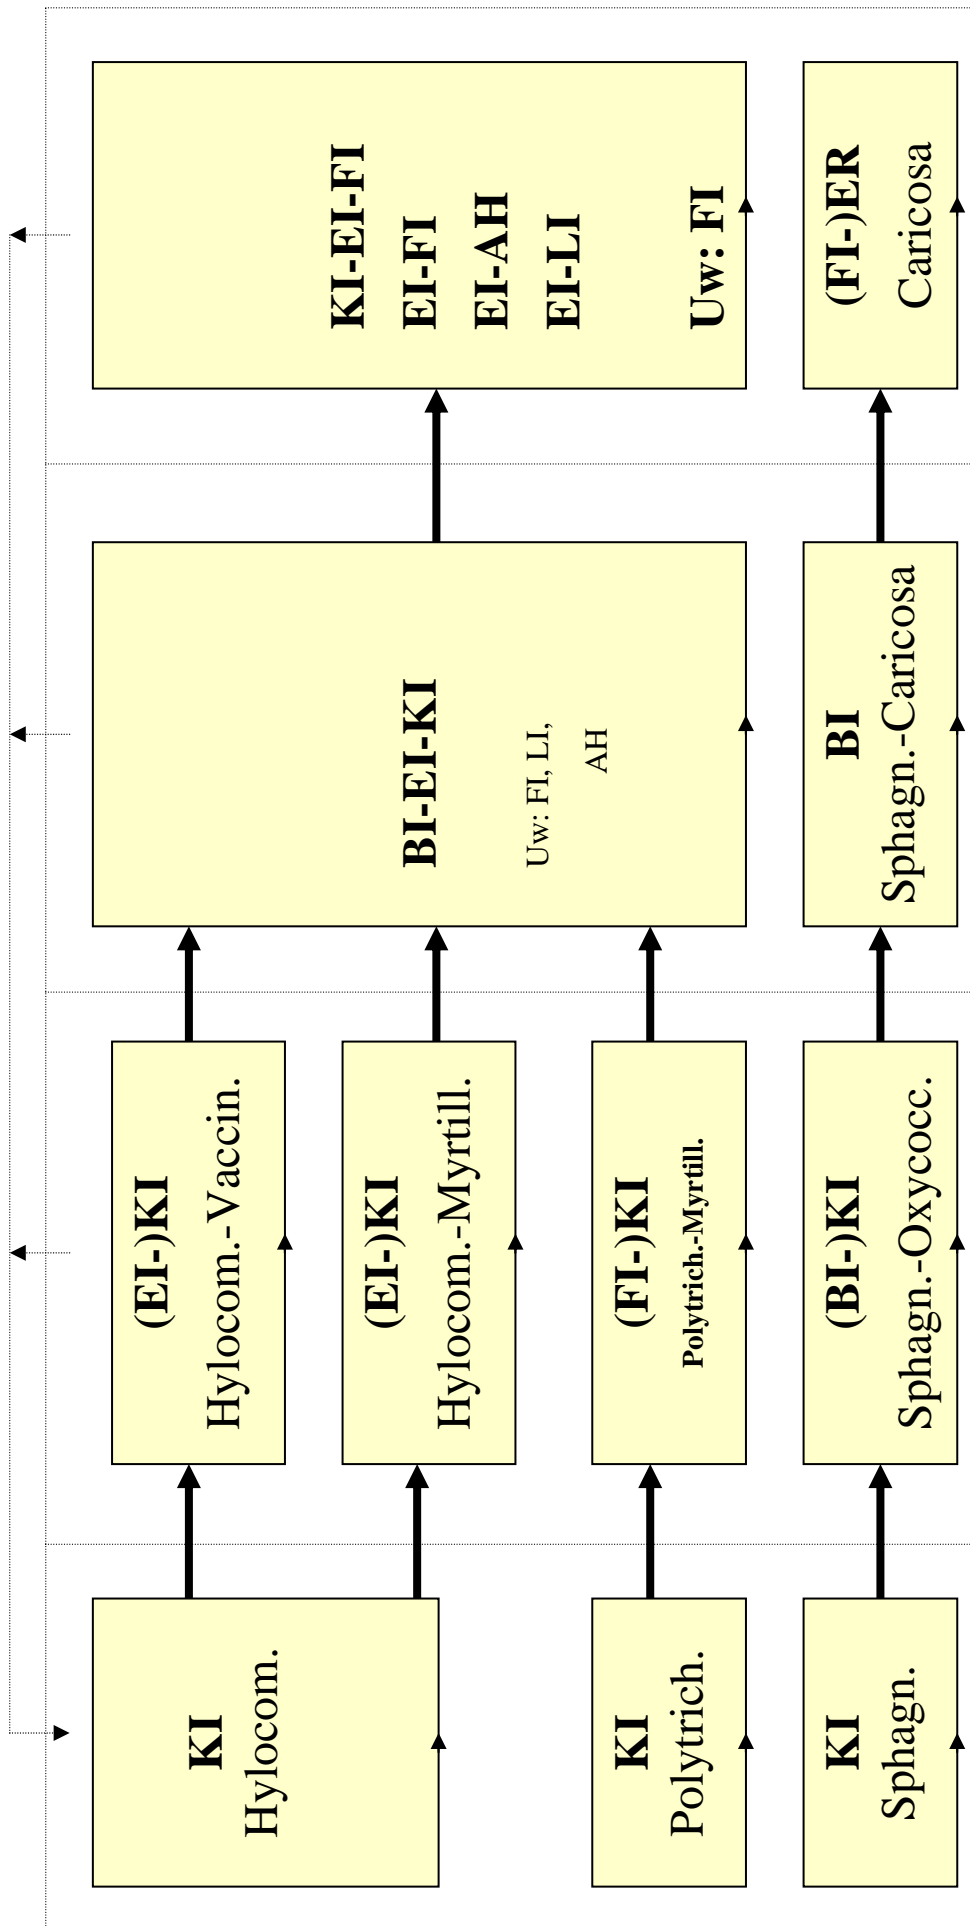 KI
Hylocom.
KI
Polytrich.
KI
Sphagn.
(EI-)KI
Hylocom.-Vaccin.
(EI-)KI
Hylocom.-Myrtill.
(FI-)KI
Polytrich.-Myrtill.
(BI-)KI
Sphagn.-Oxycocc.
BI-EI-KI
Uw: FI, LI,
AH
BI
Sphagn.-Caricosa
KI-EI-FI
EI-FI
EI-AH
EI-LI
Uw: FI
(FI-)ER
Caricosa